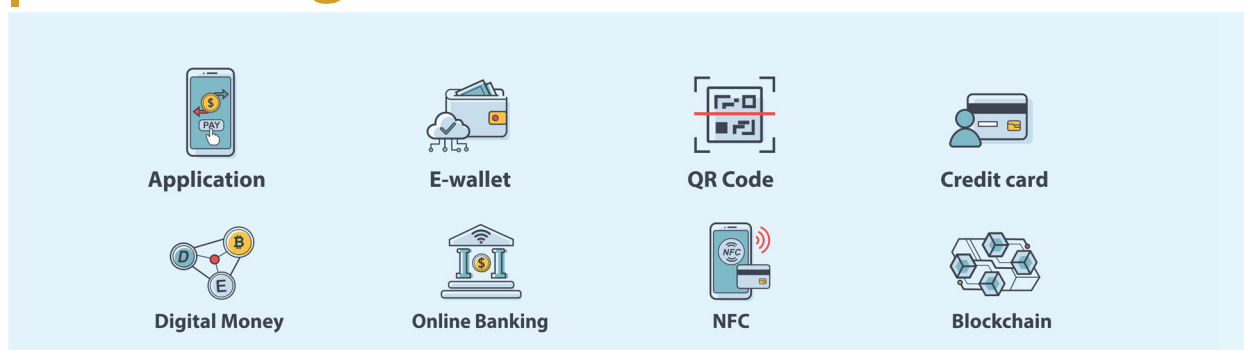 $
PAY
Application
E-wallet
QR Code
Credit card
D
B
E
$
NFC
Digital Money
Online Banking
NFC
Blockchain